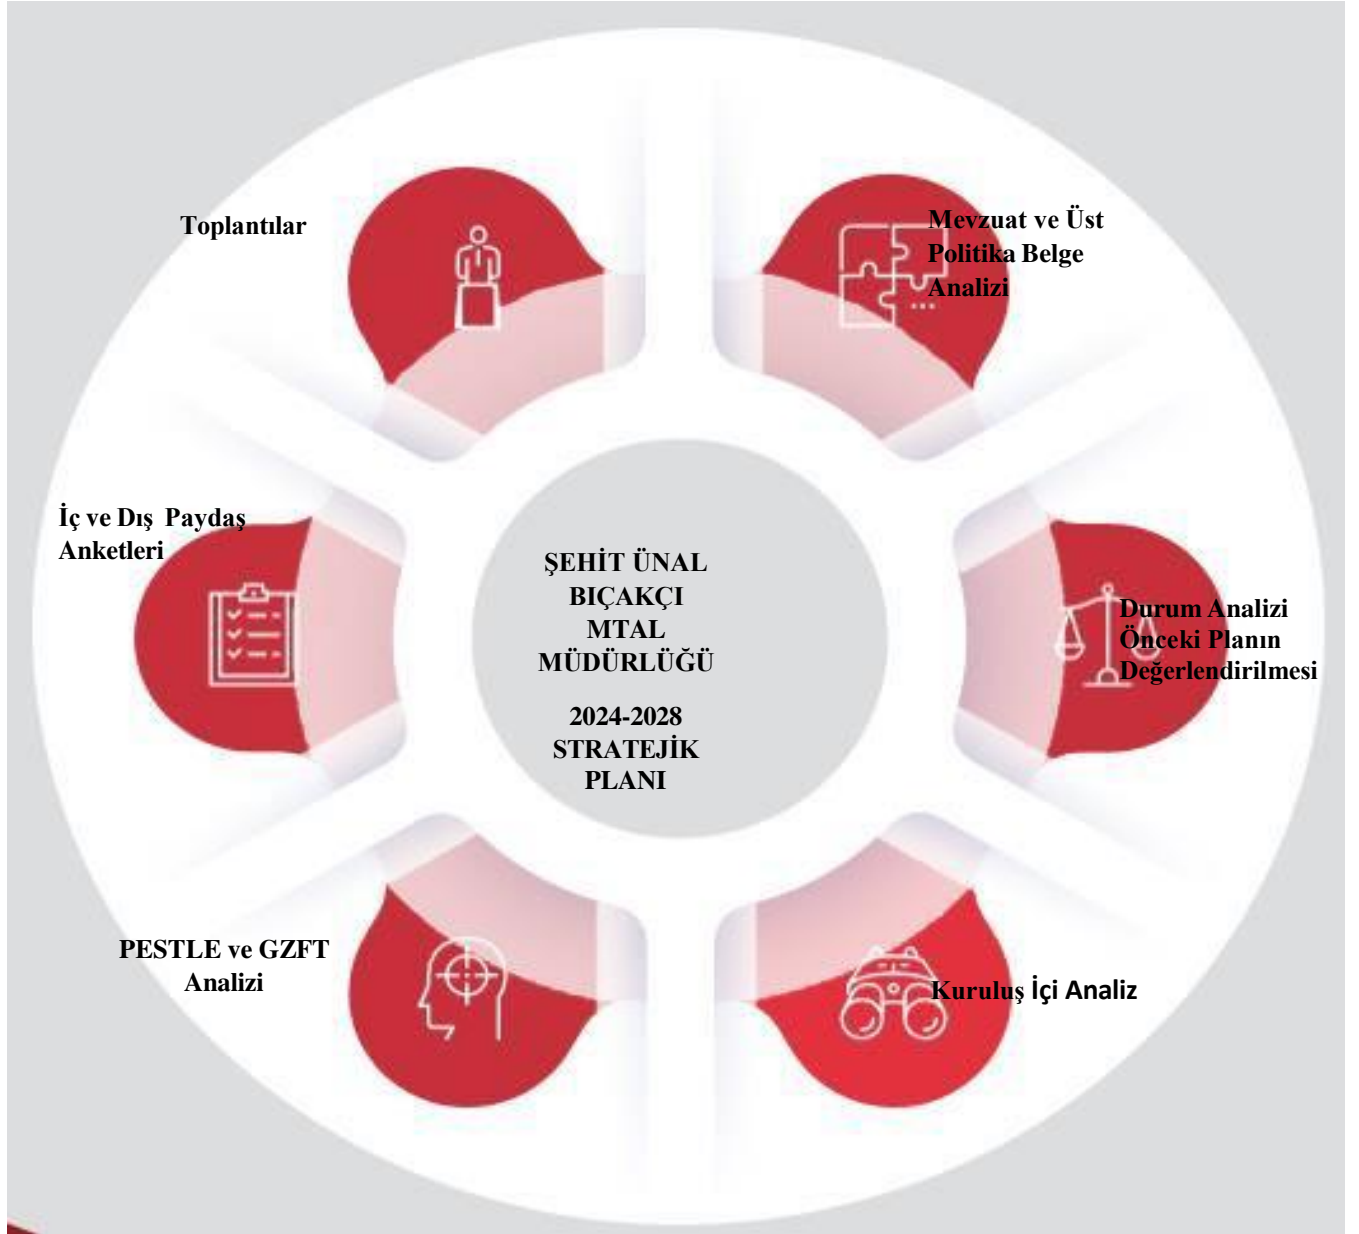 Toplantılar
Mevzuat ve Üst
Politika Belge
Analizi
İç ve Dış Paydaş
Anketleri
ŞEHİT ÜNAL
BIÇAKÇI
MTAL
MÜDÜRLÜĞÜ
2024-2028
STRATEJİK
PLANI
Durum Analizi
Önceki Planın
Değerlendirilmesi
PESTLE ve GZFT
Analizi
Kuruluş İçi Analiz